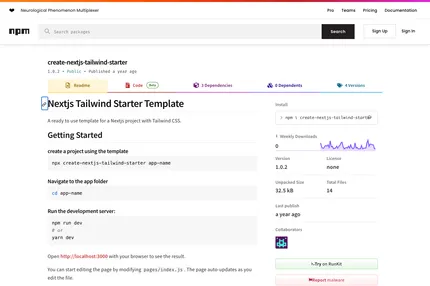 Neurological Phenomenon Multiplexer
Pro Teams Pricing Documentation
npm
Search packages
Search
Sign Up
Sign In
create-nextjs-tailwind-starter
1.0.2 • Public • Published a year ago
Readme
Code Beta
3 Dependencies
0 Dependents
4 Versions
Nextjs Tailwind Starter Template
A ready to use template for a Nextjs project with Tailwind CSS.
Getting Started
create a project using the template
npx create-nextjs-tailwind-starter app-name
Navigate to the app folder
cd app-name
Run the development server:
npm run dev
# or
yarn dev
Open http://localhost:3000 with your browser to see the result.
You can start editing the page by modifying pages/index.js. The page auto-updates as you
edit the file.
Install
> npm i create-nextjs-tailwind-starter
Weekly Downloads
0
Version
1.0.2
License
none
Unpacked Size
32.5 kB
Total Files
14
Last publish
a year ago
Collaborators
>-Try on RunKit
Report malware